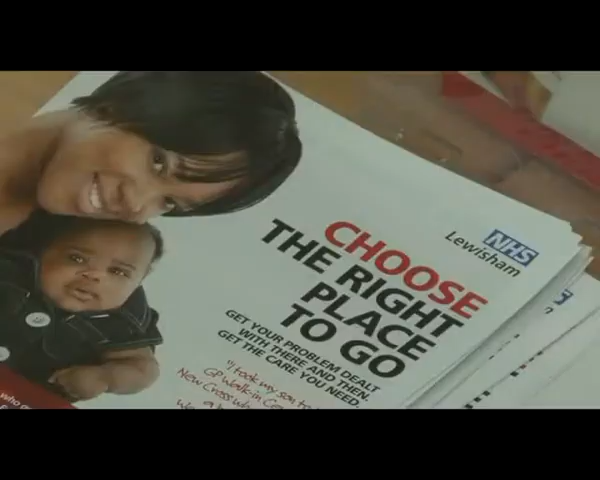 NHS
Lewisham
CHOOSE
THE RIGHT
PLACE
TO GO
GET YOUR PROBLEM DEALT
WITH THERE AND THEN.
GET THE CARE YOU NEED.
"I took my son to
GP Walk-in
New Cross